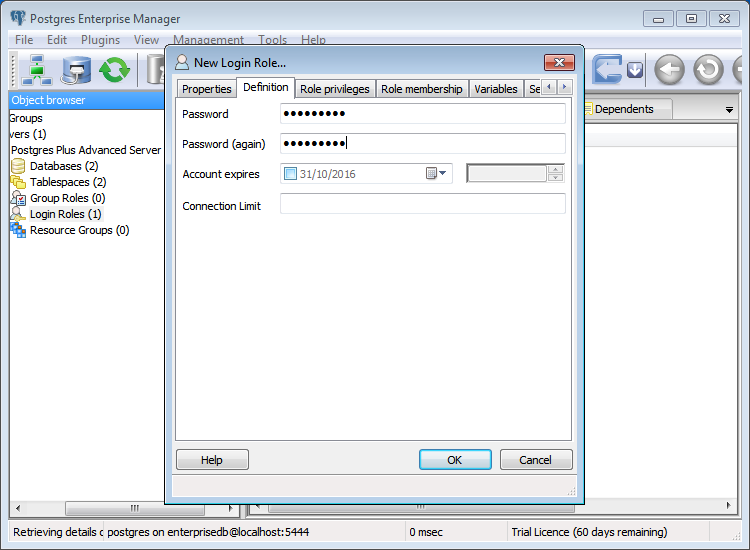 Postgres Enterprise Manager
File Edit Plugins View Management Tools Help
New Login Role...
Object browser
Properties Definition Role privileges Role membership Variables Se
Dependents
Groups
vers (1)
Postgres Plus Advanced Server
Databases (2)
Tablespaces (2)
Group Roles (0)
Login Roles (1)
Resource Groups (0)
Password ●●●●●●●●●
Password (again) ●●●●●●●●●
Account expires 31/10/2016
Connection Limit
Help OK Cancel
Retrieving details o postgres on enterprisedb@localhost:5444 0 msec Trial Licence (60 days remaining)